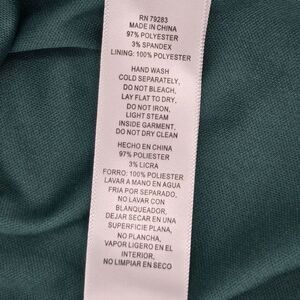 RN 79283
MADE IN CHINA
97% POLYESTER
3% SPANDEX
LINING: 100% POLYESTER
HAND WASH
COLD SEPARATELY,
DO NOT BLEACH,
LAY FLAT TO DRY,
DO NOT IRON,
LIGHT STEAM
INSIDE GARMENT,
DO NOT DRY CLEAN
HECHO EN CHINA
97% POLIESTER
3% LICRA
FORRO: 100% POLIESTER
LAVAR A MANO EN AGUA
FRIA POR SEPARADO,
NO LAVAR CON
BLANQUEADOR,
DEJAR SECAR EN UNA
SUPERFICIE PLANA,
NO PLANCHA,
VAPOR LIGERO EN EL
INTERIOR,
NO LIMPIAR EN SECO